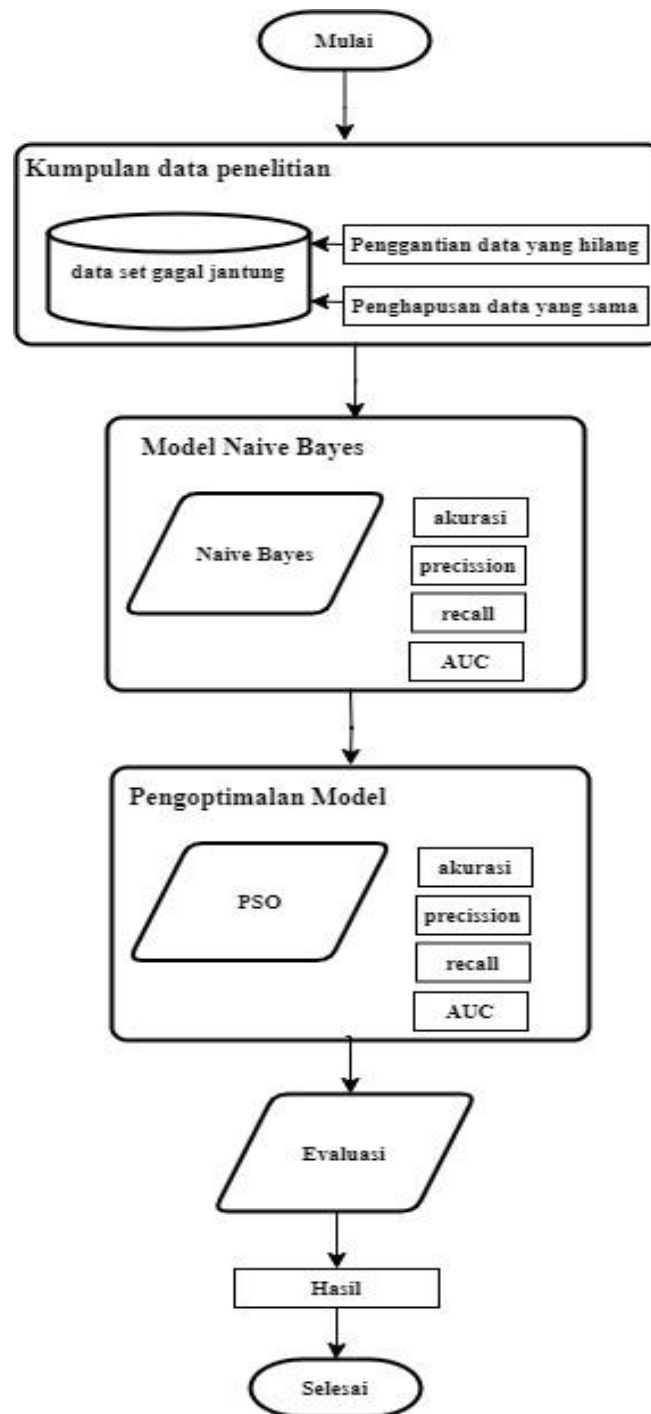 Mulai
Kumpulan data penelitian
data set gagal jantung
Penggantian data yang hilang
Penghapusan data yang sama
Model Naive Bayes
Naive Bayes
akurasi
precission
recall
AUC
Pengoptimalan Model
PSO
akurasi
precission
recall
AUC
Evaluasi
Hasil
Selesai